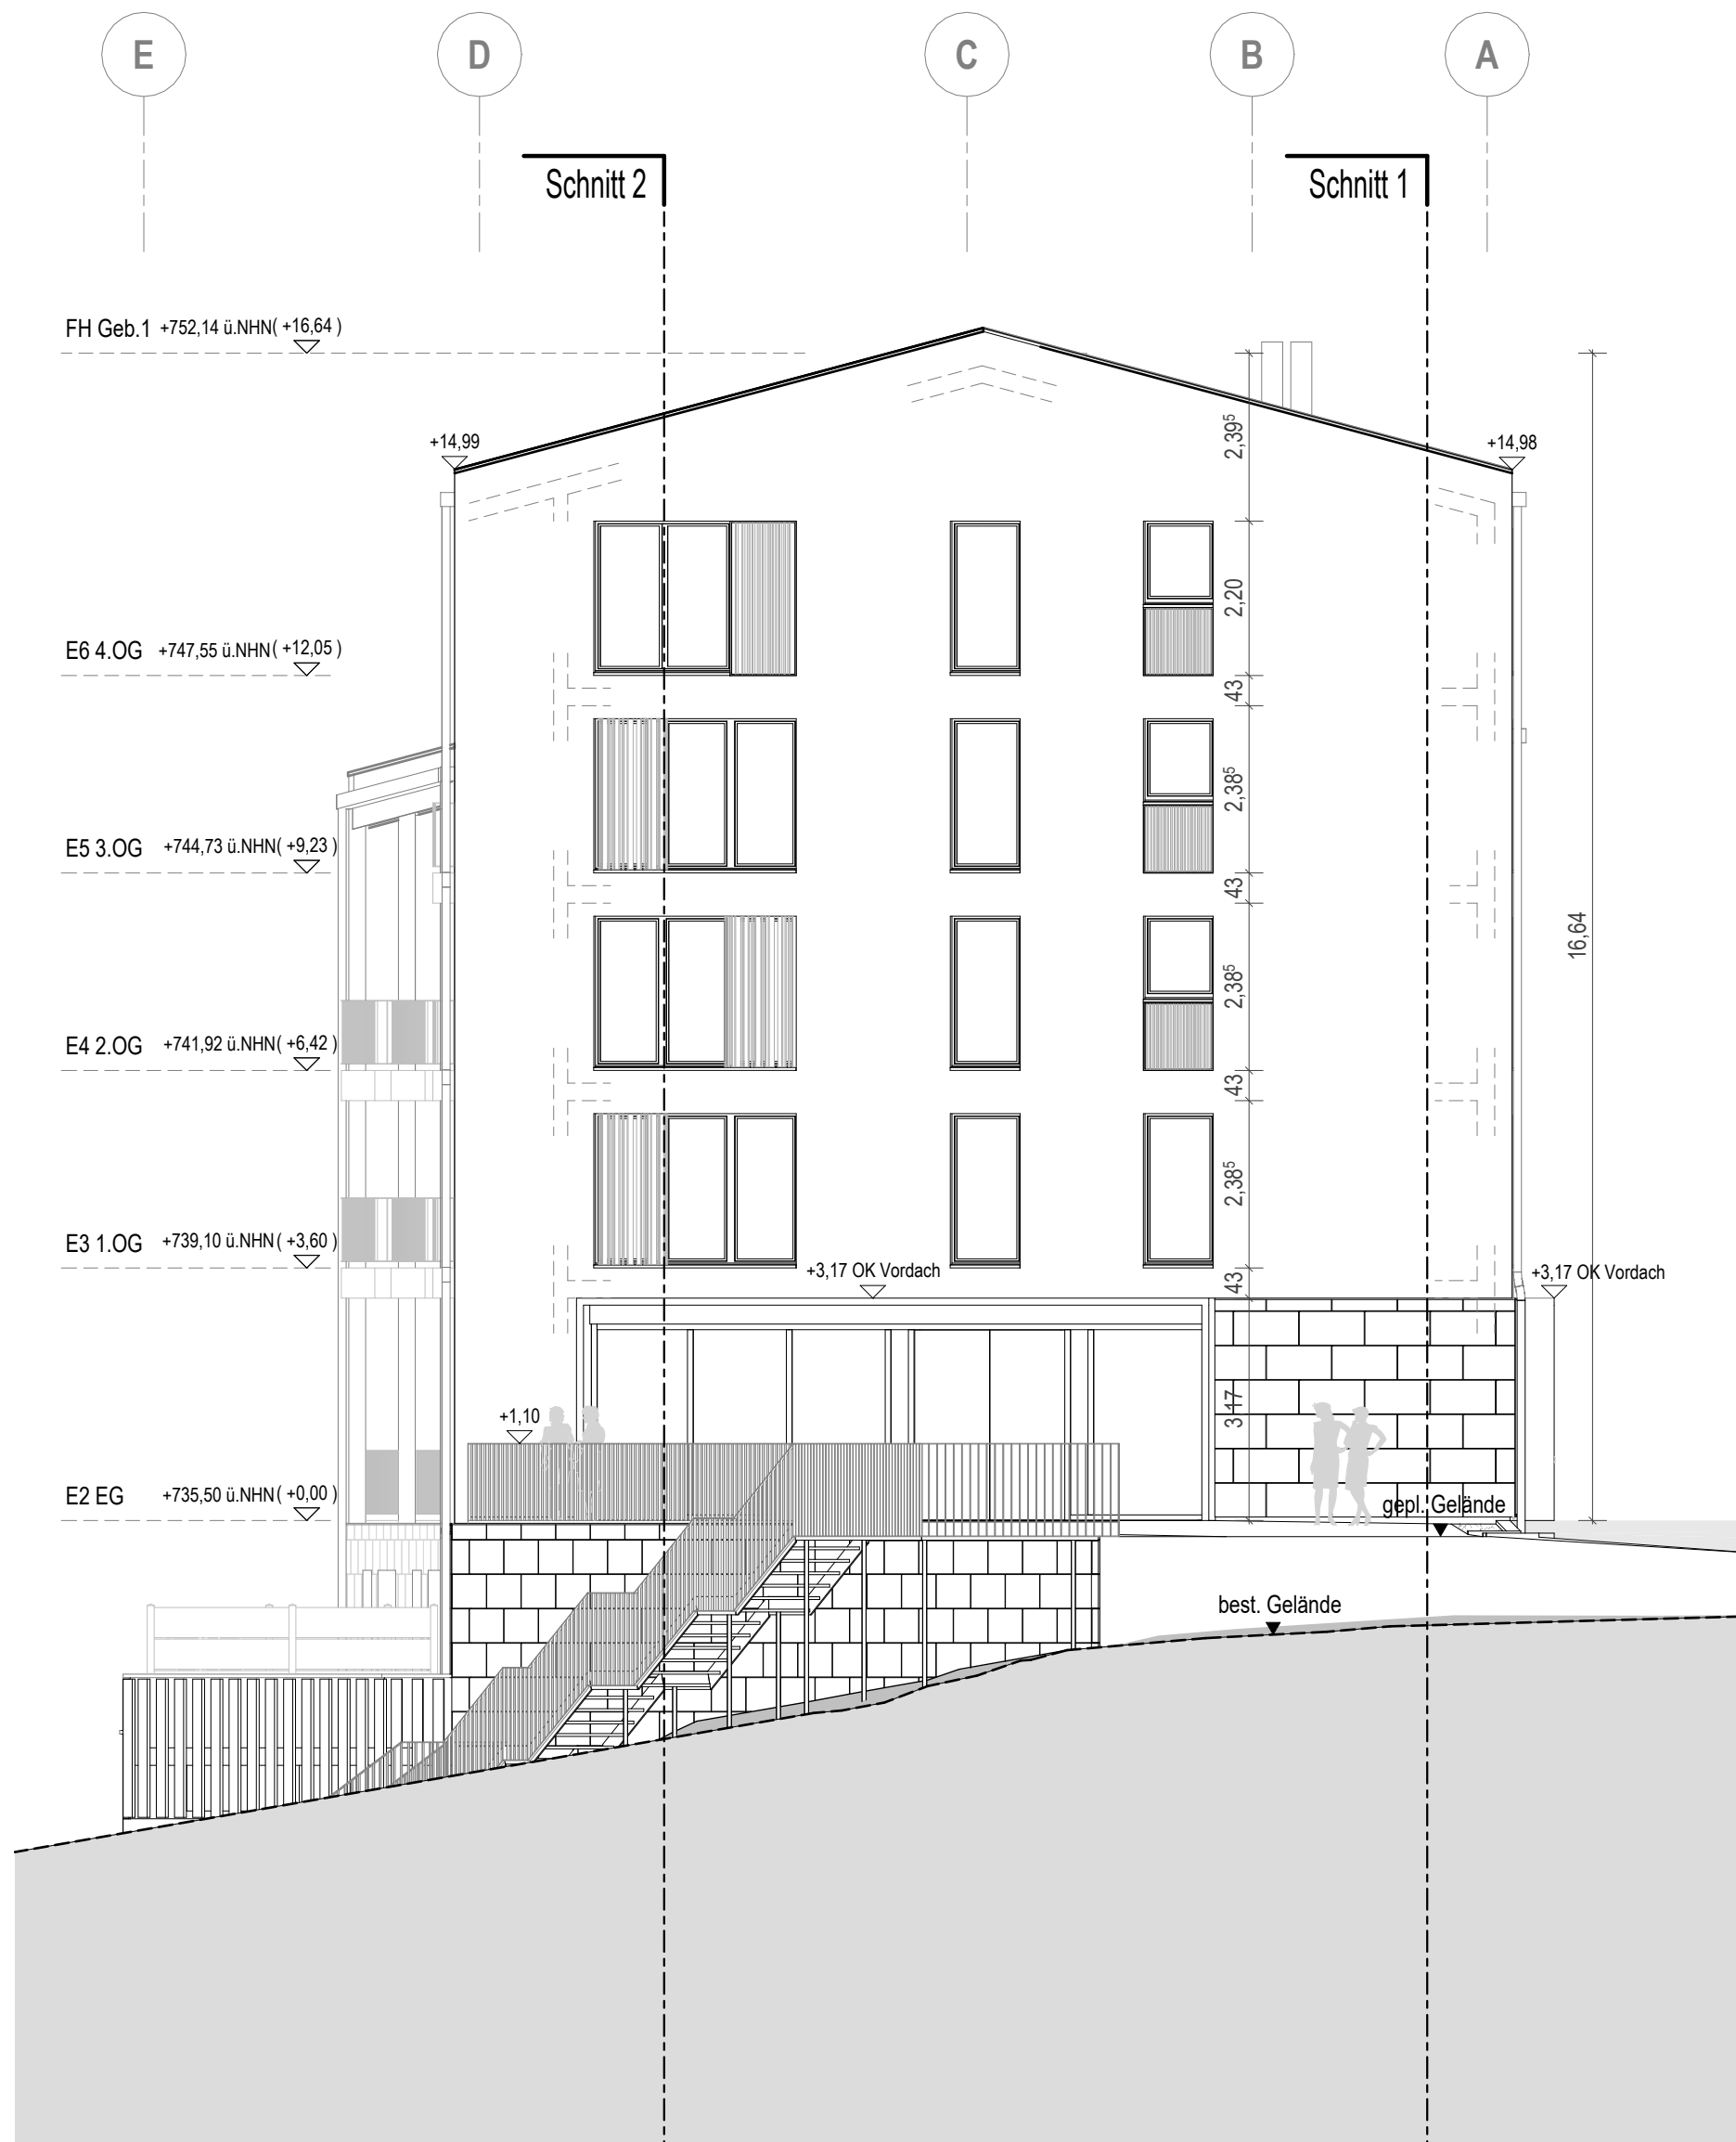 E D C B A
Schnitt 2 Schnitt 1
FH Geb.1 +752,14 ü.NHN( +16,64 )
+14,99 +14,98
2,39⁵
2,20
E6 4.OG +747,55 ü.NHN( +12,05 )
43
2,38⁵
E5 3.OG +744,73 ü.NHN( +9,23 )
43
16,64
2,38⁵
E4 2.OG +741,92 ü.NHN( +6,42 )
43
2,38⁵
E3 1.OG +739,10 ü.NHN( +3,60 )
43
+3,17 OK Vordach +3,17 OK Vordach
3,17
+1,10
E2 EG +735,50 ü.NHN( +0,00 )
gepl. Gelände
best. Gelände